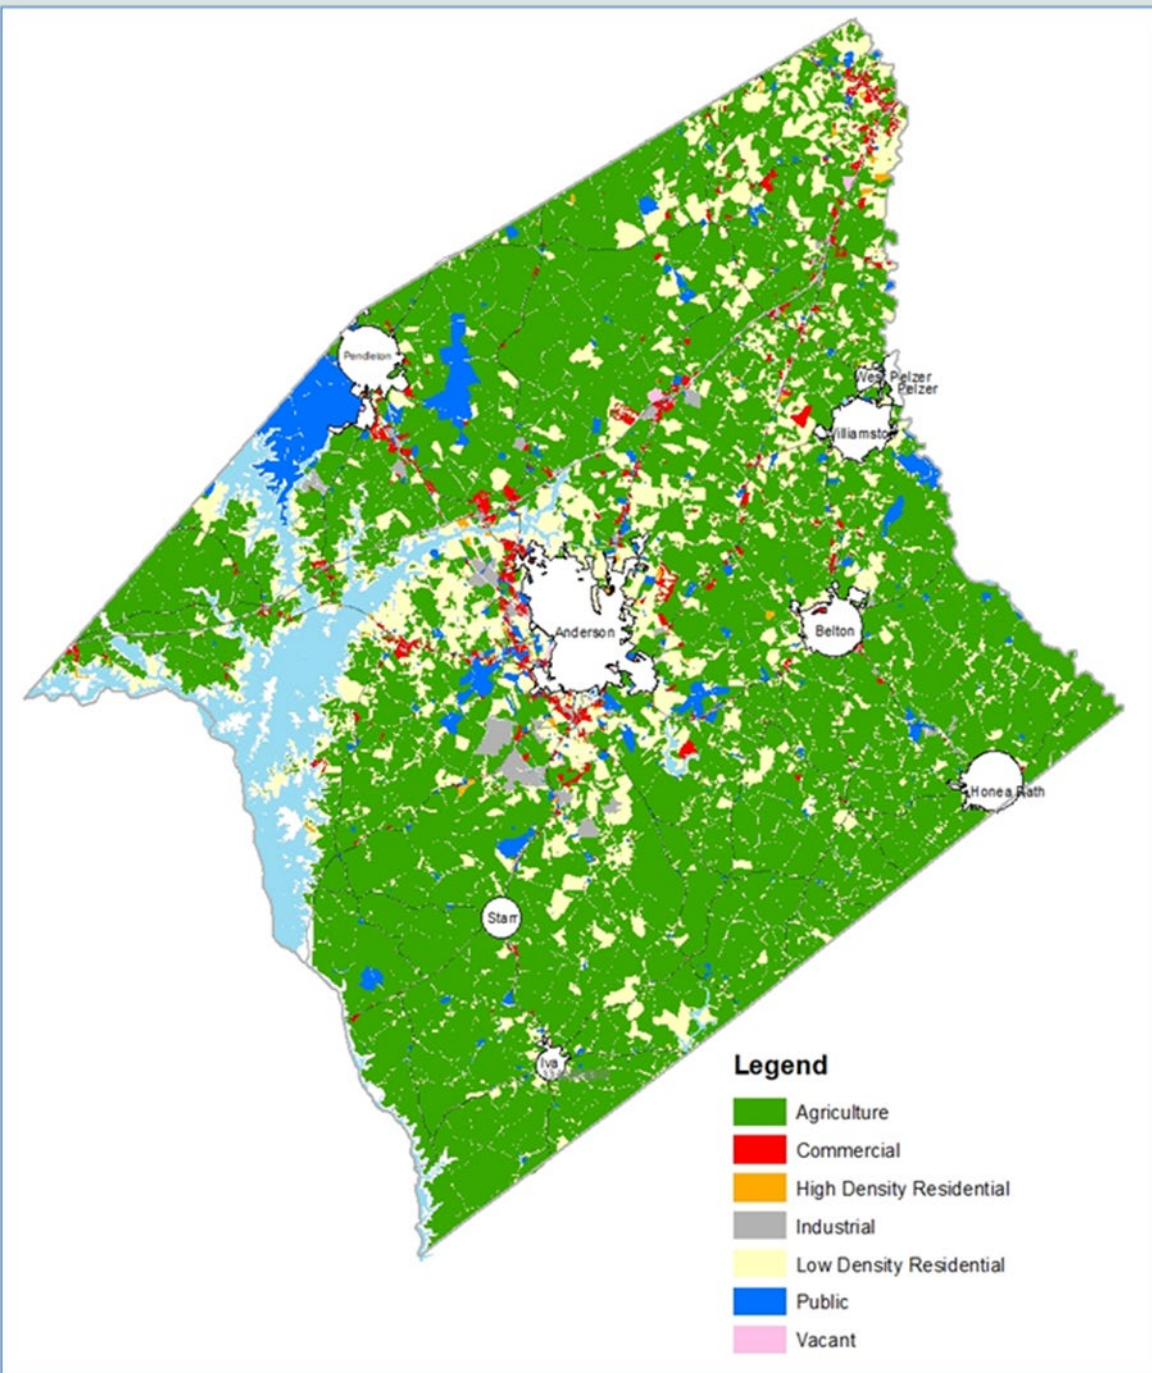 Pendleton
West Pelzer
Pelzer
Williamston
Anderson
Belton
Honea Path
Starr
Iva
Legend
Agriculture
Commercial
High Density Residential
Industrial
Low Density Residential
Public
Vacant